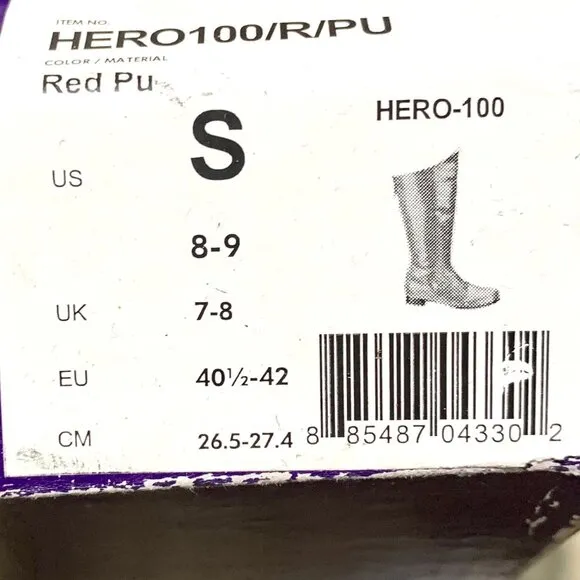 ITEM NO.
HERO100/R/PU
COLOR / MATERIAL
Red Pu
HERO-100
US S
8-9
UK 7-8
EU 40½-42
CM 26.5-27.4
8 85487 04330 2